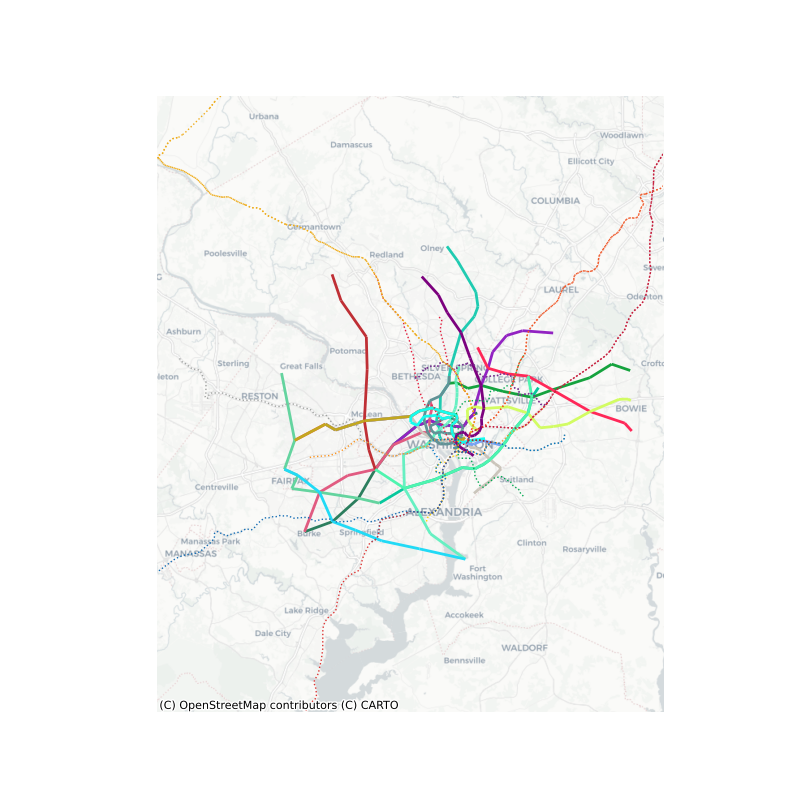 Urbana
Damascus
Woodlawn
Ellicott City
COLUMBIA
Germantown
Olney
Redland
Poolesville
LAUREL
Odenton
Ashburn
Sterling
Great Falls
Potomac
SILVER SPRING
BETHESDA
COLLEGE PARK
HYATTSVILLE
RESTON
McLean
BOWIE
WASHINGTON
FAIRFAX
Suitland
Centreville
ALEXANDRIA
Burke
Springfield
Manassas Park
MANASSAS
Clinton
Rosaryville
Fort
Washington
Lake Ridge
Accokeek
Dale City
WALDORF
Bennsville
(C) OpenStreetMap contributors (C) CARTO